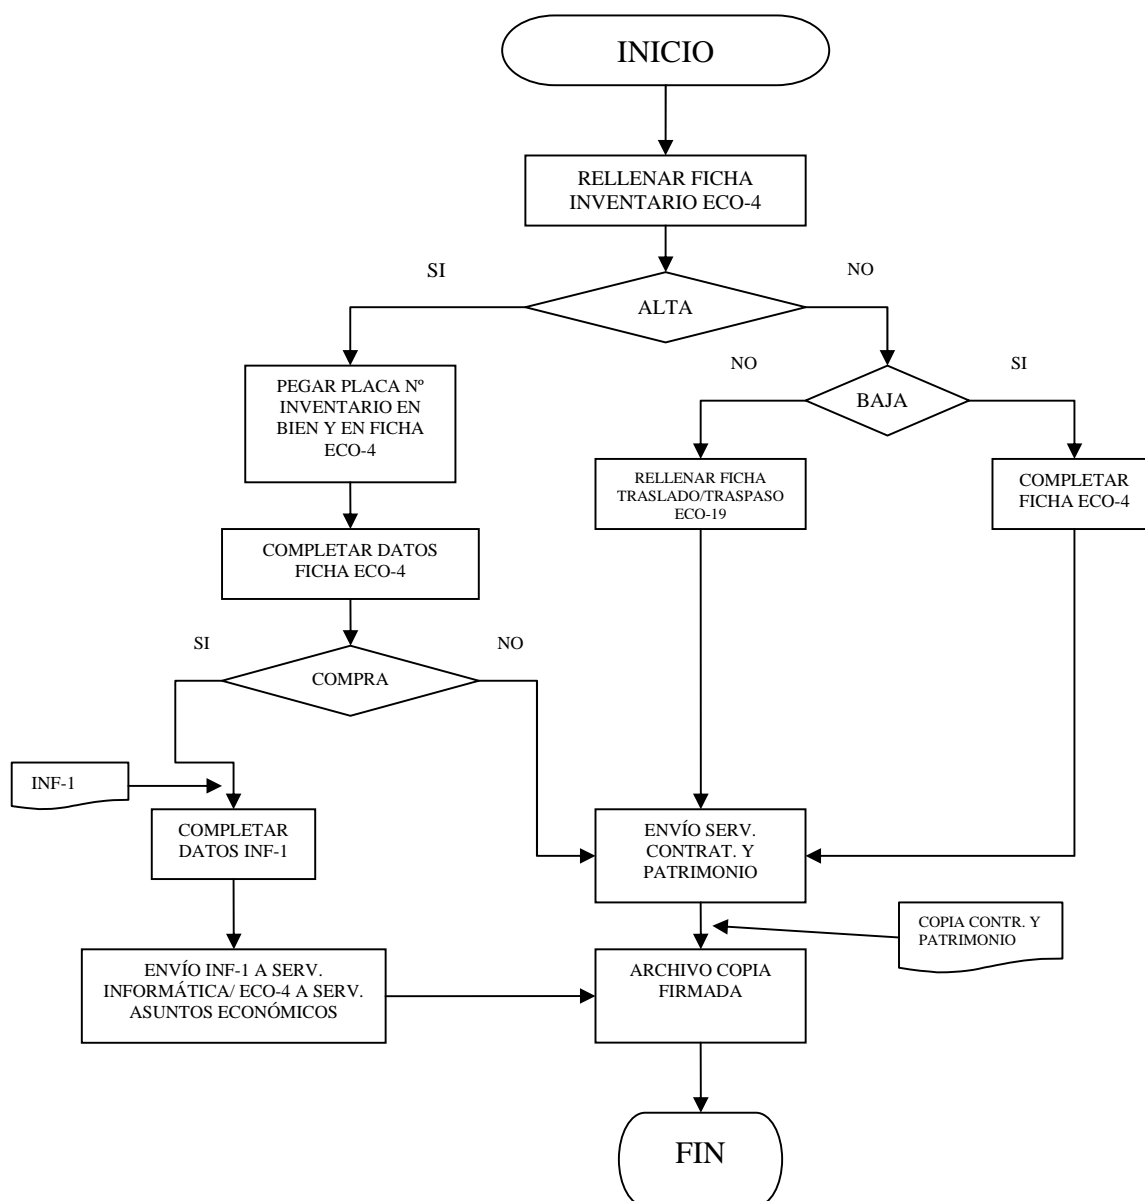 INICIO
RELLENAR FICHA
INVENTARIO ECO-4
SI
NO
ALTA
NO
SI
PEGAR PLACA Nº
INVENTARIO EN
BIEN Y EN FICHA
ECO-4
BAJA
RELLENAR FICHA
TRASLADO/TRASPASO
ECO-19
COMPLETAR
FICHA ECO-4
COMPLETAR DATOS
FICHA ECO-4
SI
NO
COMPRA
INF-1
COMPLETAR
DATOS INF-1
ENVÍO SERV.
CONTRAT. Y
PATRIMONIO
COPIA CONTR. Y
PATRIMONIO
ENVÍO INF-1 A SERV.
INFORMÁTICA/ ECO-4 A SERV.
ASUNTOS ECONÓMICOS
ARCHIVO COPIA
FIRMADA
FIN